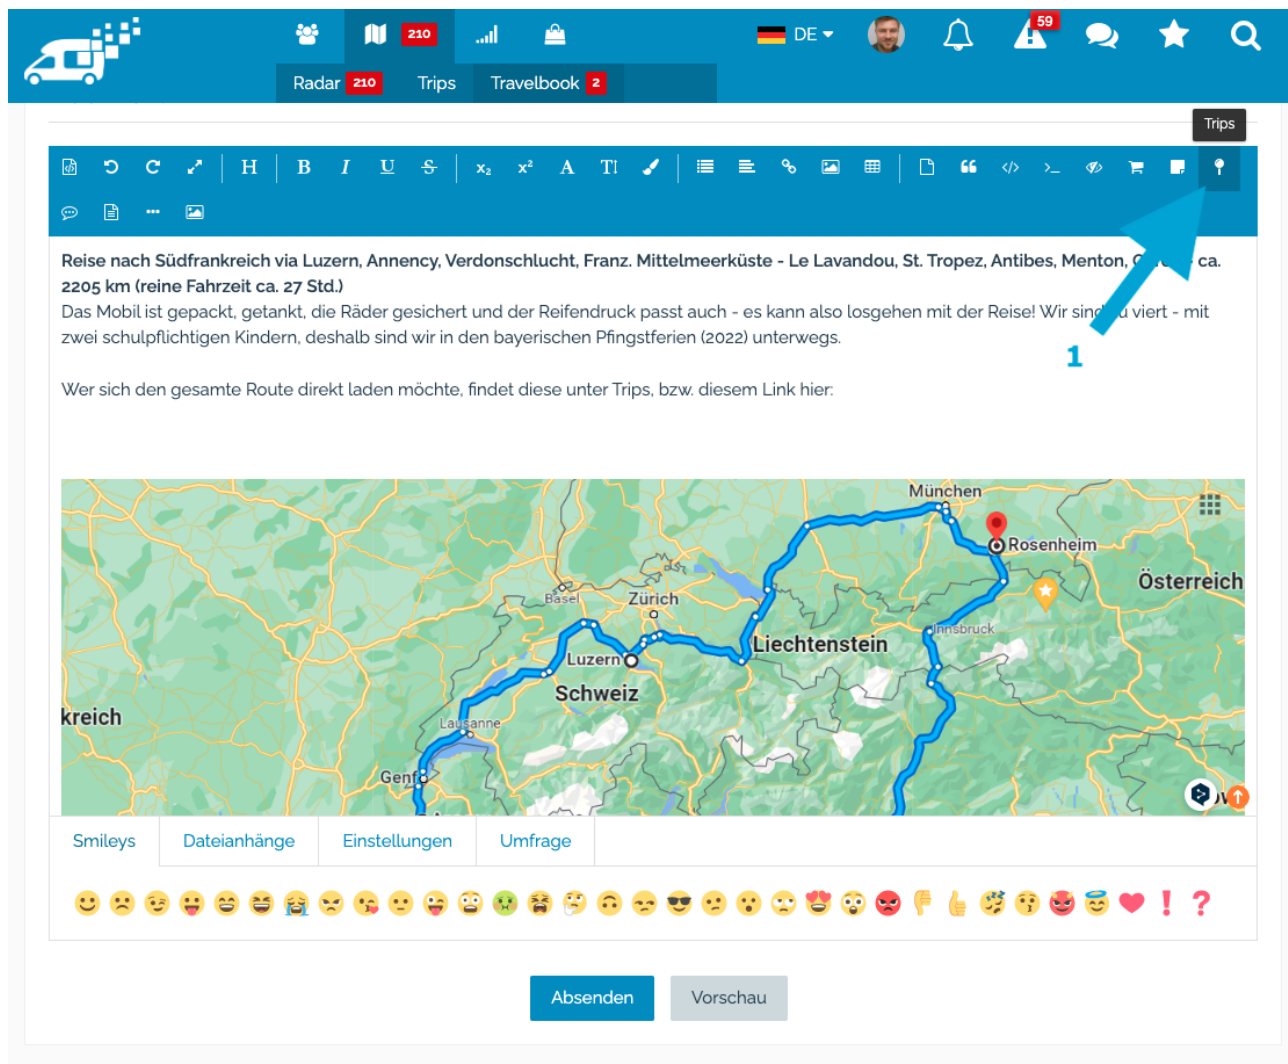 210
DE
59
Radar 210 Trips Travelbook 2
Trips
H B I U S x₂ x² A TI
Reise nach Südfrankreich via Luzern, Annency, Verdonschlucht, Franz. Mittelmeerküste - Le Lavandou, St. Tropez, Antibes, Menton, ca.
2205 km (reine Fahrzeit ca. 27 Std.)
Das Mobil ist gepackt, getankt, die Räder gesichert und der Reifendruck passt auch - es kann also losgehen mit der Reise! Wir sind zu viert - mit
zwei schulpflichtigen Kindern, deshalb sind wir in den bayerischen Pfingstferien (2022) unterwegs.
1
Wer sich den gesamte Route direkt laden möchte, findet diese unter Trips, bzw. diesem Link hier:
München
Rosenheim
Österreich
Basel
Zürich
Innsbruck
Liechtenstein
Luzern
Schweiz
kreich
Lausanne
Genf
Smileys Dateianhänge Einstellungen Umfrage
Absenden Vorschau